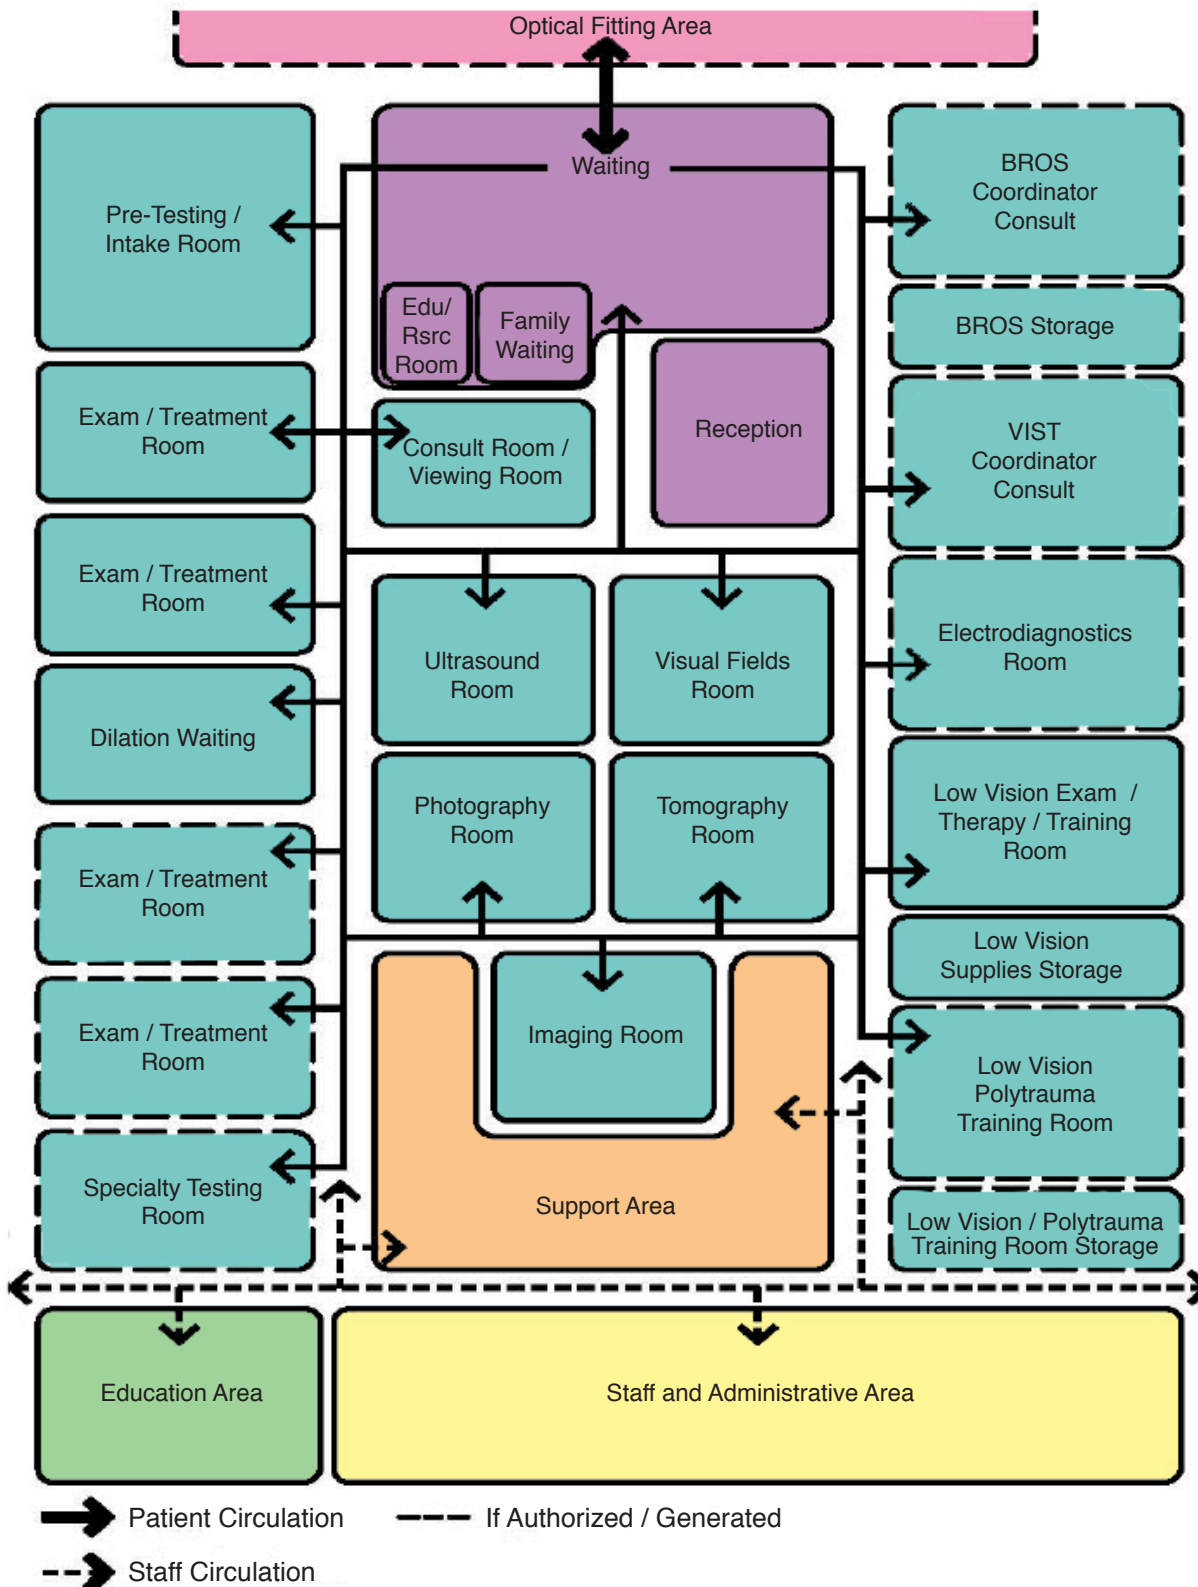 Optical Fitting Area
Waiting
Edu/
Rsrc
Room
Family
Waiting
Reception
Pre-Testing /
Intake Room
Exam / Treatment
Room
Consult Room /
Viewing Room
Exam / Treatment
Room
Dilation Waiting
Exam / Treatment
Room
Exam / Treatment
Room
Specialty Testing
Room
Ultrasound
Room
Visual Fields
Room
Photography
Room
Tomography
Room
Imaging Room
Support Area
BROS
Coordinator
Consult
BROS Storage
VIST
Coordinator
Consult
Electrodiagnostics
Room
Low Vision Exam /
Therapy / Training
Room
Low Vision
Supplies Storage
Low Vision
Polytrauma
Training Room
Low Vision / Polytrauma
Training Room Storage
Education Area
Staff and Administrative Area
Patient Circulation
If Authorized / Generated
Staff Circulation